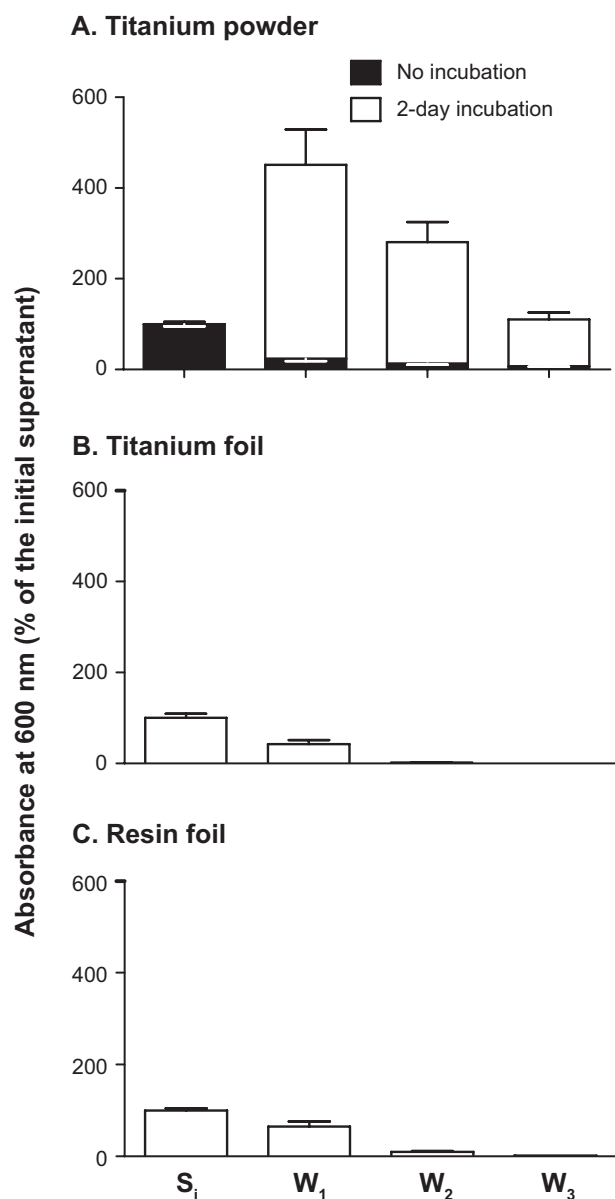 Absorbance at 600 nm (% of the initial supernatant)
A. Titanium powder
No incubation
2-day incubation
600
400
200
0
B. Titanium foil
600
400
200
0
C. Resin foil
600
400
200
0
Si W1 W2 W3